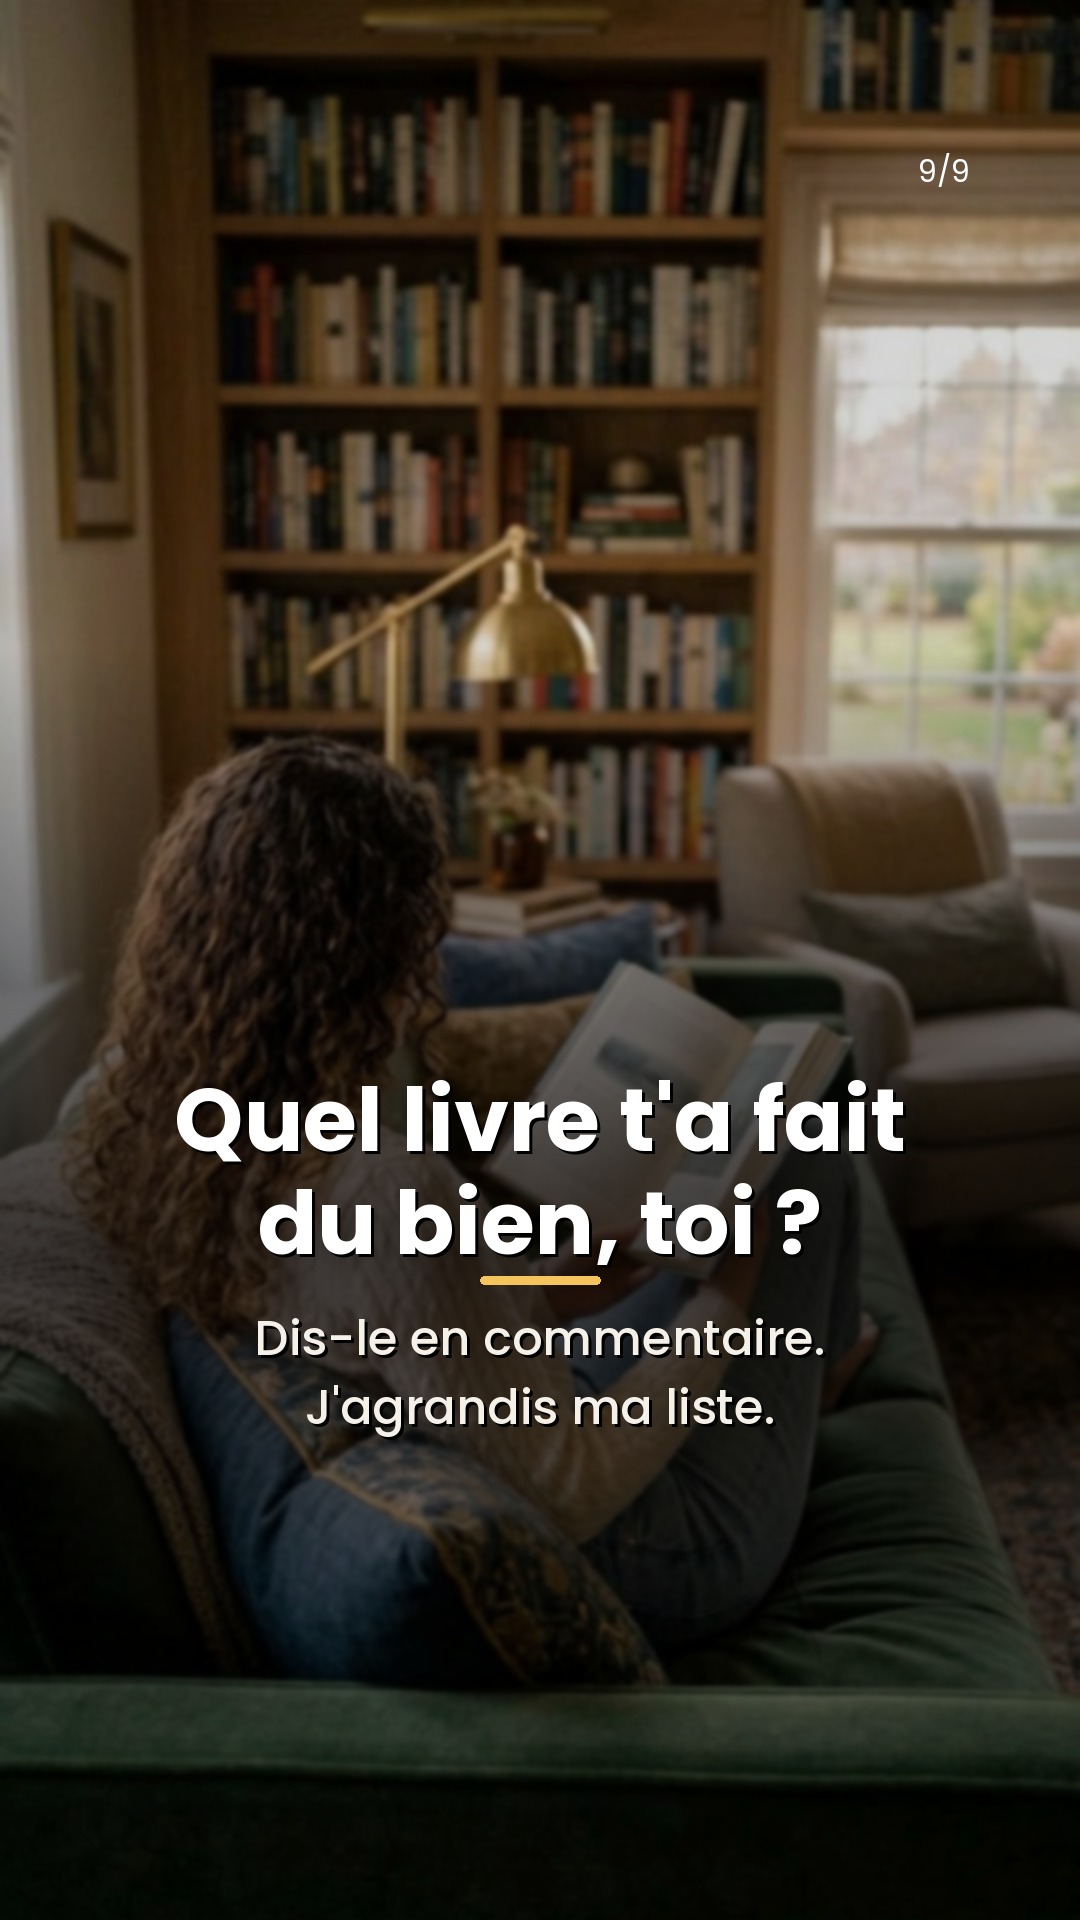 9/9
Quel livre t'a fait
du bien, toi ?
Dis-le en commentaire.
J'agrandis ma liste.